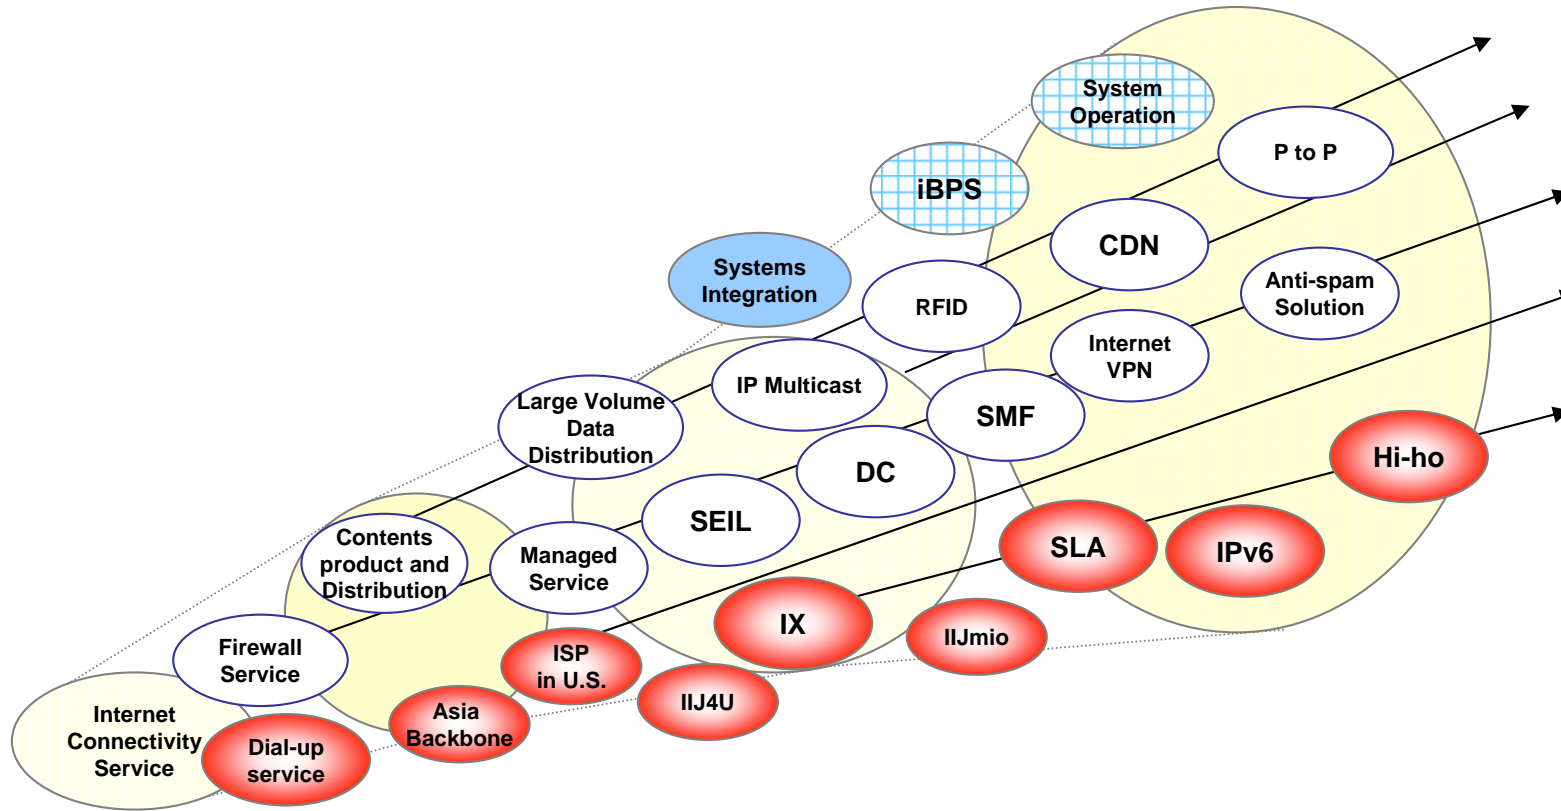 System
Operation
P to P
iBPS
CDN
Systems
Integration
Anti-spam
Solution
RFID
Internet
VPN
IP Multicast
Large Volume
Data
Distribution
SMF
Hi-ho
DC
SEIL
Contents
product and
Distribution
Managed
Service
SLA
IPv6
IX
IIJmio
Firewall
Service
ISP
in U.S.
IIJ4U
Asia
Backbone
Internet
Connectivity
Service
Dial-up
service